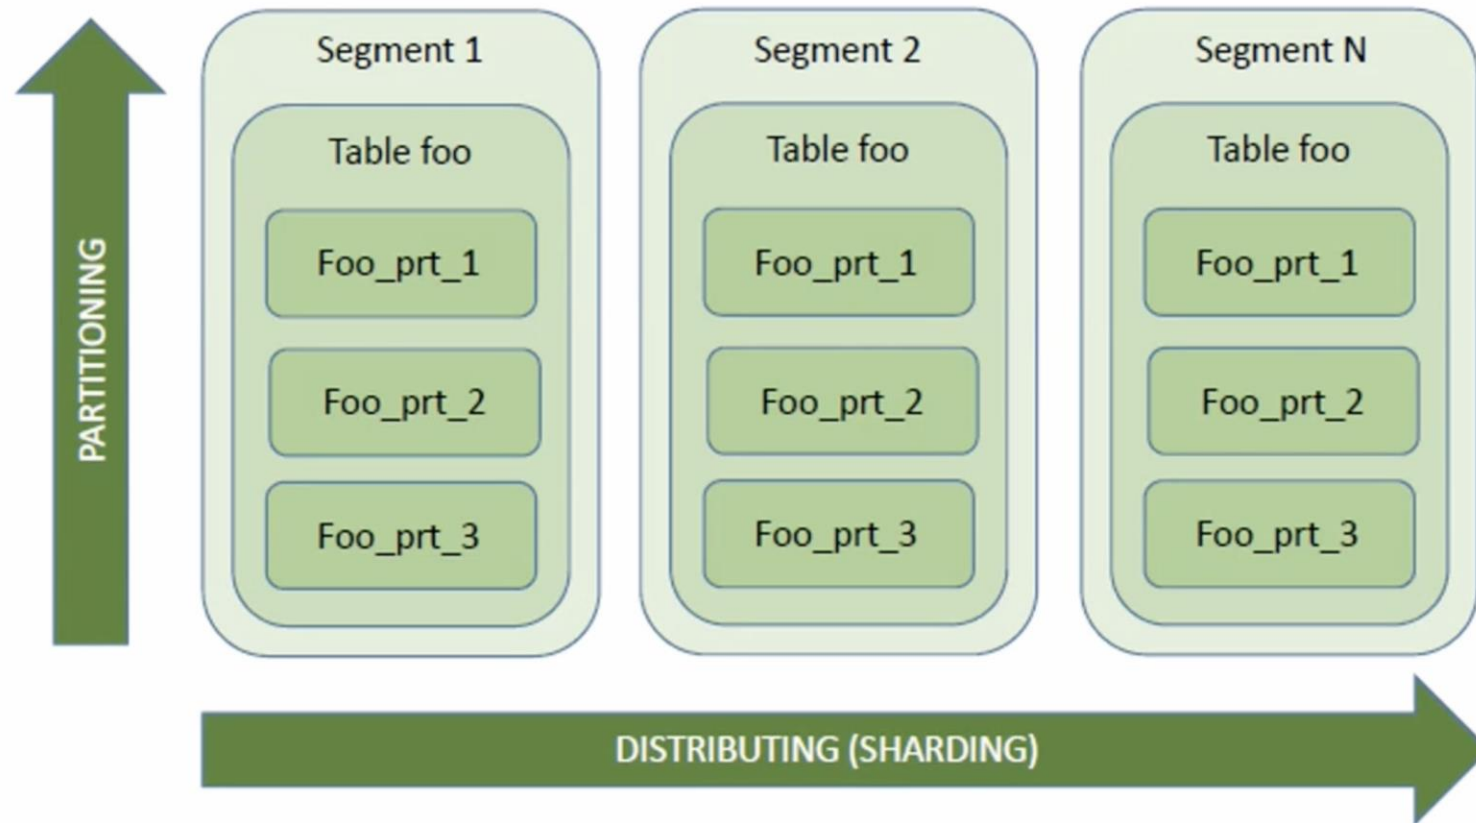 PARTITIONING
Segment 1
Table foo
Foo_prt_1
Foo_prt_2
Foo_prt_3
Segment 2
Table foo
Foo_prt_1
Foo_prt_2
Foo_prt_3
Segment N
Table foo
Foo_prt_1
Foo_prt_2
Foo_prt_3
DISTRIBUTING (SHARDING)